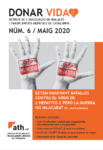 DONAR VIDA
REVISTA DE L'ASSOCIACIÓ DE MALALTS
I TRASPLANTATS HEPÀTICS DE CATALUNYA
NÚM. 6 / MAIG 2020
ESTEM GUANYANT BATALLES
CONTRA EL VIRUS DE
L'HEPATITIS C PERÒ LA GUERRA
NO HA ACABAT
ath